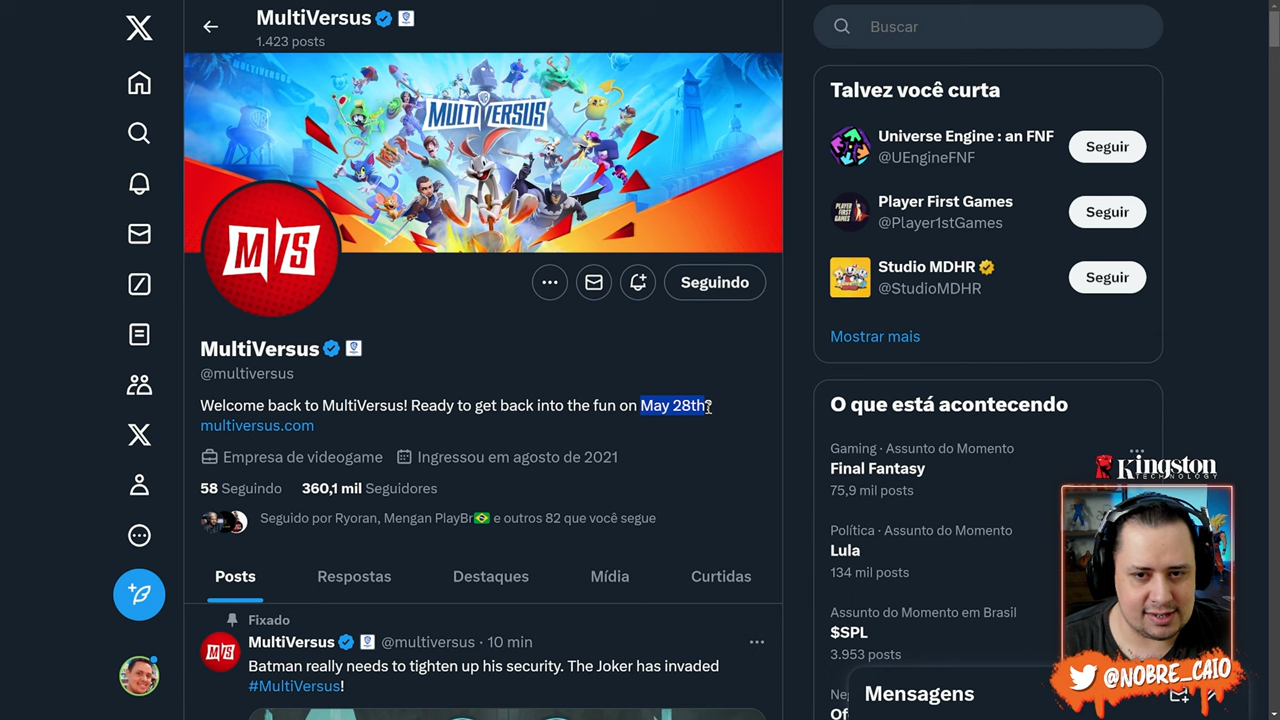 MultiVersus
1.423 posts
MULTIVERSUS
MVS
Seguindo
MultiVersus
@multiversus
Welcome back to MultiVersus! Ready to get back into the fun on May 28th?
multiversus.com
Empresa de videogame Ingressou em agosto de 2021
58 Seguindo 360,1 mil Seguidores
Seguido por Ryoran, Mengan PlayBr🇧🇷 e outros 82 que você segue
Posts Respostas Destaques Mídia Curtidas
Fixado
MVS
MultiVersus @multiversus · 10 min
Batman really needs to tighten up his security. The Joker has invaded
#MultiVersus!
Buscar
Talvez você curta
Universe Engine : an FNF
@UEngineFNF
Seguir
PLAYER FIRST GAMES
Player First Games
@Player1stGames
Seguir
Studio MDHR
@StudioMDHR
Seguir
Mostrar mais
O que está acontecendo
Gaming · Assunto do Momento
Final Fantasy
75,9 mil posts
Política · Assunto do Momento
Lula
134 mil posts
Assunto do Momento em Brasil
$SPL
3.953 posts
Mensagens
Kingston
TECHNOLOGY
@NOBRE_CAIO